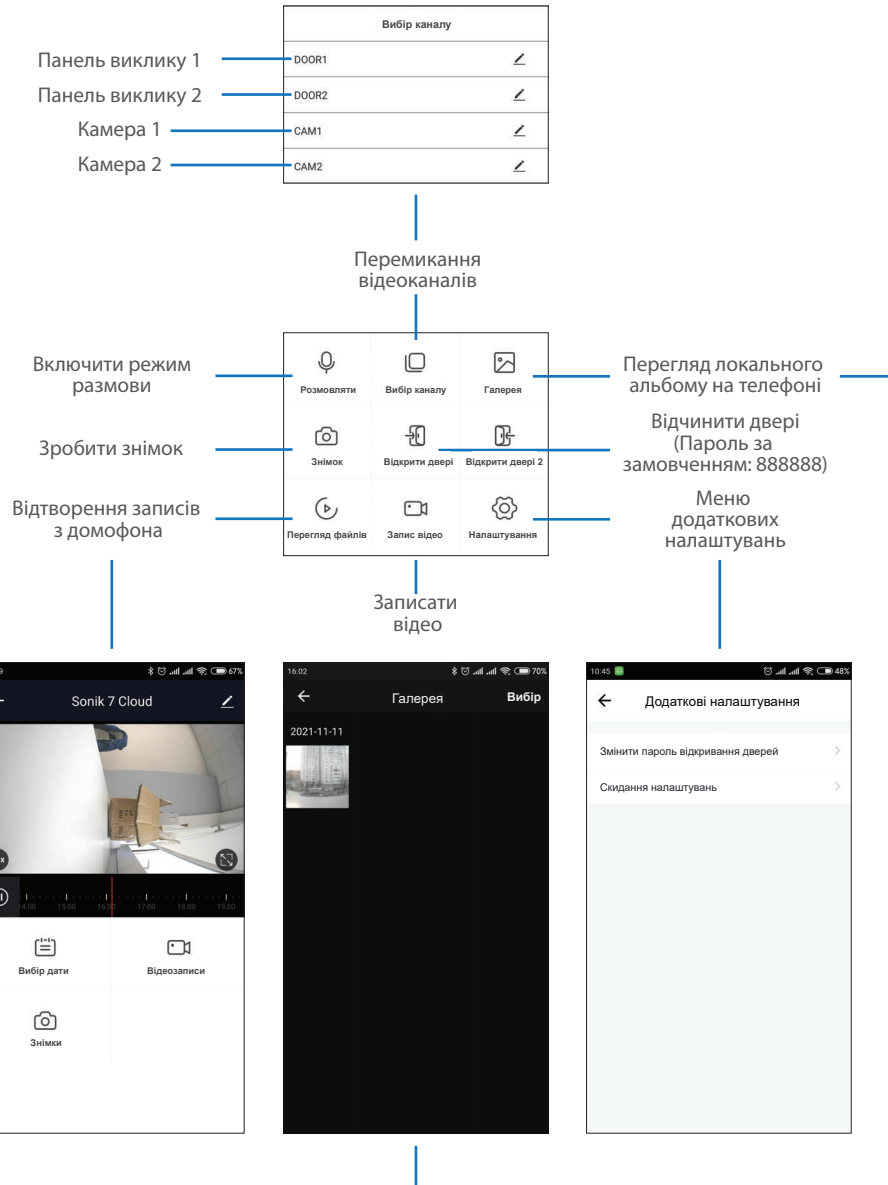 Вибір каналу
Панель виклику 1
DOOR1
Панель виклику 2
DOOR2
Камера 1
CAM1
Камера 2
CAM2
Перемикання
відеоканалів
Включити режим
размови
Розмовляти
Вибір каналу
Галерея
Перегляд локального
альбому на телефоні
Зробити знімок
Знімок
Відкрити двері
Відкрити двері 2
Відчинити двері
(Пароль за
замовченням: 888888)
Відтворення записів
з домофона
Перегляд файлів
Запис відео
Налаштування
Меню
додаткових
налаштувань
Записати
відео
9
67%
Sonik 7 Cloud
4:00 15:00 16:00 17:00 18:00 19:00
Вибір дати
Відеозаписи
Знімки
16:02
70%
Галерея
Вибір
2021-11-11
10:45
48%
Додаткові налаштування
Змінити пароль відкривання дверей
Скидання налаштувань